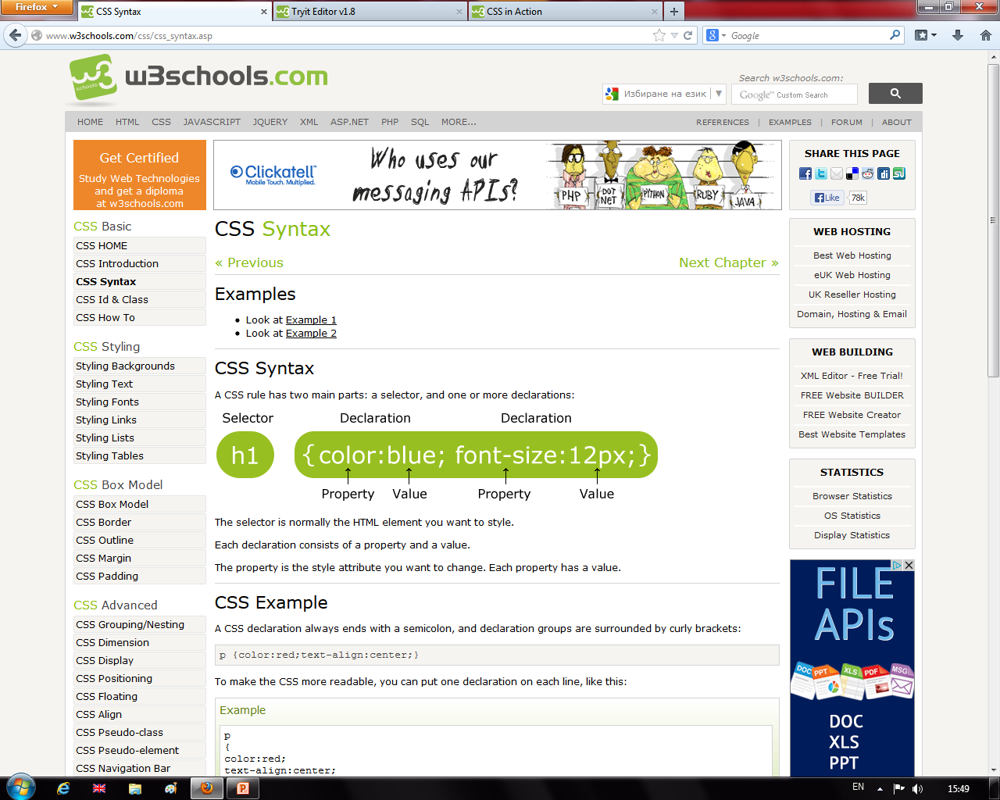 Firefox
CSS Syntax
Tryit Editor v1.8
CSS in Action
www.w3schools.com/css/css_syntax.asp
Google
w3schools.com
Search w3schools.com:
Избиране на език
Google™ Custom Search
HOME HTML CSS JAVASCRIPT JQUERY XML ASP.NET PHP SQL MORE...
REFERENCES | EXAMPLES | FORUM | ABOUT
Get Certified
Study Web Technologies
and get a diploma
at w3schools.com
CSS Basic
CSS HOME
CSS Introduction
CSS Syntax
CSS Id & Class
CSS How To
CSS Styling
Styling Backgrounds
Styling Text
Styling Fonts
Styling Links
Styling Lists
Styling Tables
CSS Box Model
CSS Box Model
CSS Border
CSS Outline
CSS Margin
CSS Padding
CSS Advanced
CSS Grouping/Nesting
CSS Dimension
CSS Display
CSS Positioning
CSS Floating
CSS Align
CSS Pseudo-class
CSS Pseudo-element
CSS Navigation Bar
Clickatell
Mobile Touch. Multiplied.
Who uses our
messaging APIs?
PHP
DOT NET
PYTHON
RUBY
JAVA
CSS Syntax
« Previous
Next Chapter »
Examples
Look at Example 1
Look at Example 2
CSS Syntax
A CSS rule has two main parts: a selector, and one or more declarations:
Selector Declaration Declaration
h1 {color:blue; font-size:12px;}
Property Value Property Value
The selector is normally the HTML element you want to style.
Each declaration consists of a property and a value.
The property is the style attribute you want to change. Each property has a value.
CSS Example
A CSS declaration always ends with a semicolon, and declaration groups are surrounded by curly brackets:
p {color:red;text-align:center;}
To make the CSS more readable, you can put one declaration on each line, like this:
Example
p
{
color:red;
text-align:center;
SHARE THIS PAGE
Like 78k
WEB HOSTING
Best Web Hosting
eUK Web Hosting
UK Reseller Hosting
Domain, Hosting & Email
WEB BUILDING
XML Editor - Free Trial!
FREE Website BUILDER
FREE Website Creator
Best Website Templates
STATISTICS
Browser Statistics
OS Statistics
Display Statistics
FILE
APIs
DOC PPT XLS PDF MSG
DOC
XLS
PPT
EN
15:49